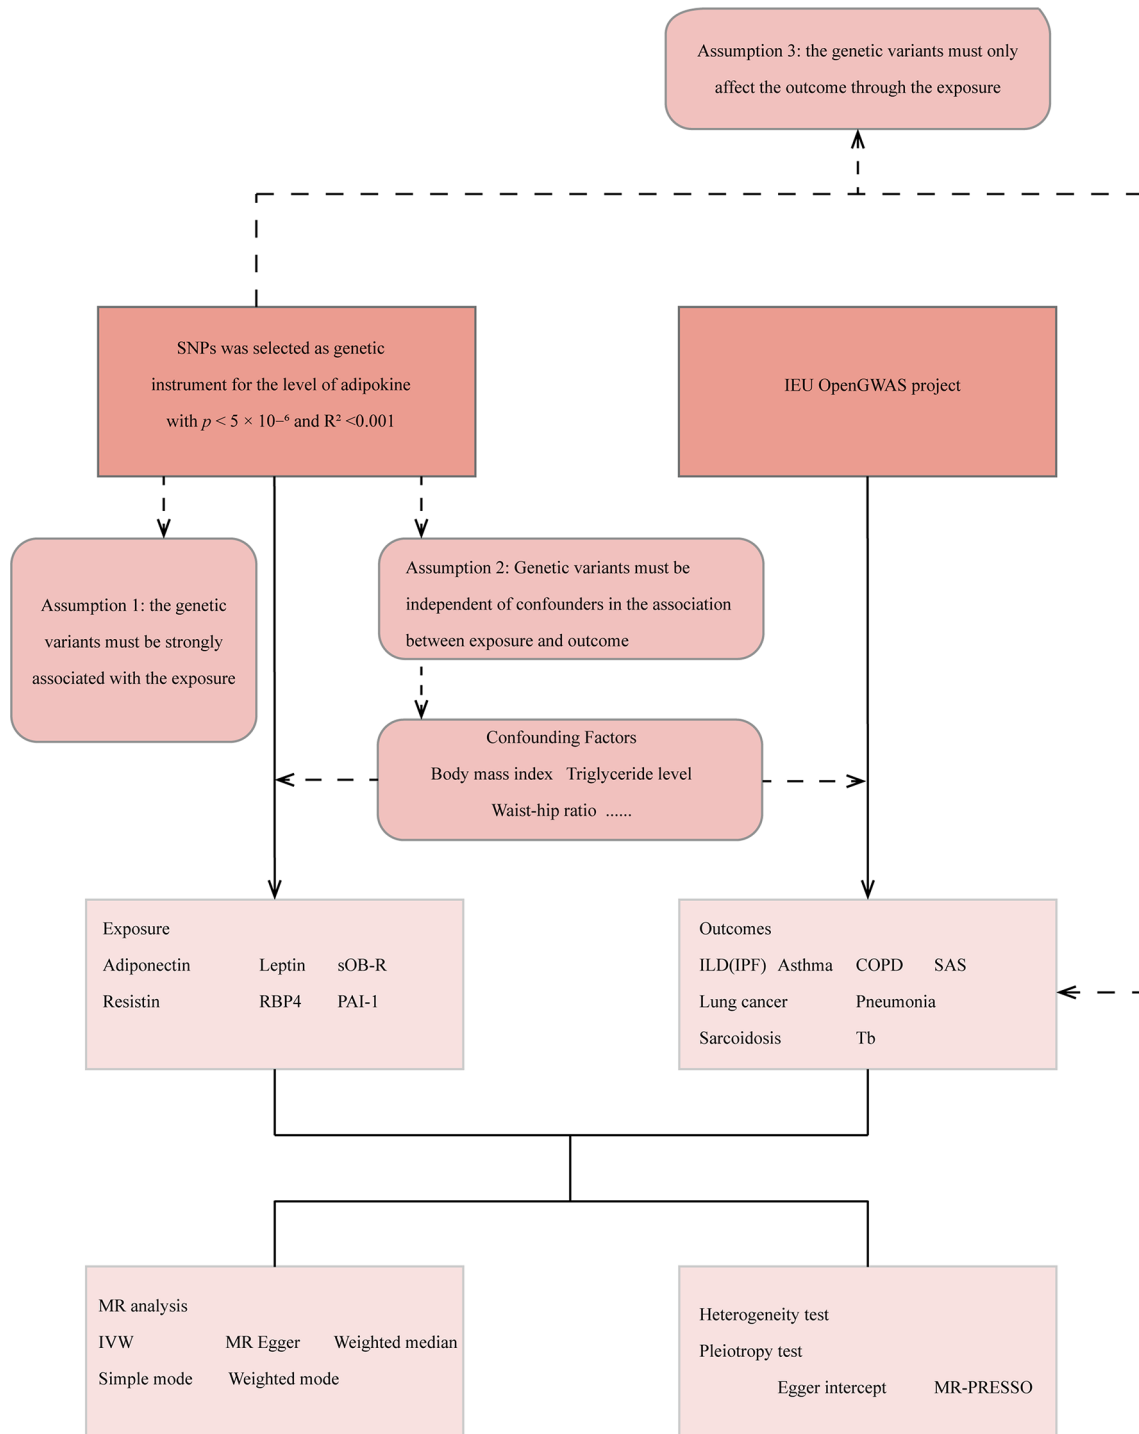 Assumption 3: the genetic variants must only
affect the outcome through the exposure
SNPs was selected as genetic
instrument for the level of adipokine
with p < 5 × 10−⁶ and R² <0.001
IEU OpenGWAS project
Assumption 1: the genetic
variants must be strongly
associated with the exposure
Assumption 2: Genetic variants must be
independent of confounders in the association
between exposure and outcome
Confounding Factors
Body mass index Triglyceride level
Waist-hip ratio ......
Exposure
Adiponectin Leptin sOB-R
Resistin RBP4 PAI-1
Outcomes
ILD(IPF) Asthma COPD SAS
Lung cancer Pneumonia
Sarcoidosis Tb
MR analysis
IVW MR Egger Weighted median
Simple mode Weighted mode
Heterogeneity test
Pleiotropy test
Egger intercept MR-PRESSO